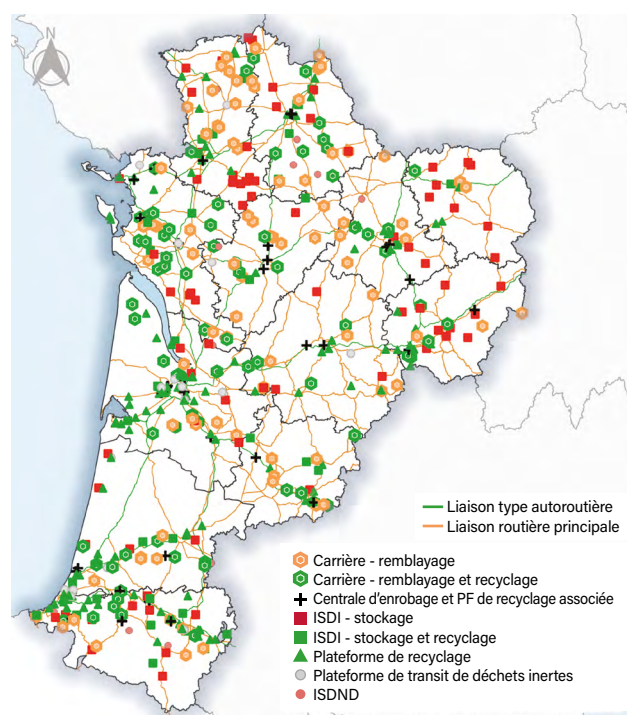 N
Liaison type autoroutière
Liaison routière principale
Carrière - remblayage
Carrière - remblayage et recyclage
Centrale d'enrobage et PF de recyclage associée
ISDI - stockage
ISDI - stockage et recyclage
Plateforme de recyclage
Plateforme de transit de déchets inertes
ISDND